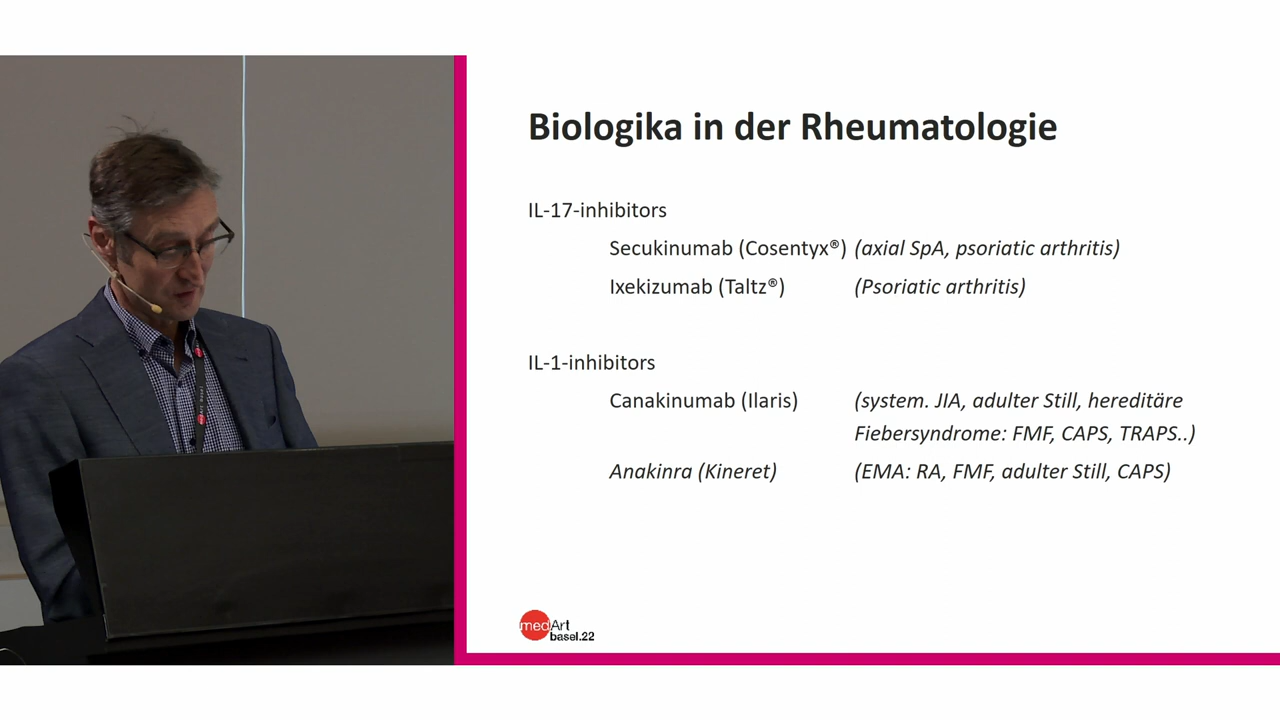 Biologika in der Rheumatologie
IL-17-inhibitors
Secukinumab (Cosentyx®) (axial SpA, psoriatic arthritis)
Ixekizumab (Taltz®) (Psoriatic arthritis)
IL-1-inhibitors
Canakinumab (Ilaris) (system. JIA, adulter Still, hereditäre
Fiebersyndrome: FMF, CAPS, TRAPS..)
Anakinra (Kineret) (EMA: RA, FMF, adulter Still, CAPS)
medArt
basel.22